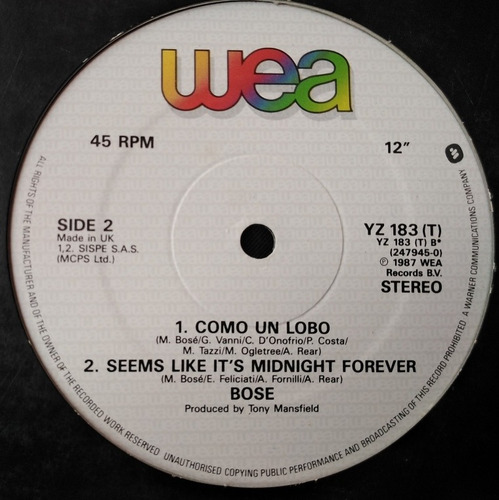 wea
45 RPM
12"
SIDE 2
Made in UK
1,2. SISPE S.A.S.
(MCPS Ltd.)
YZ 183 (T)
YZ 183 (T) B*
(247945-0)
℗ 1987 WEA
Records B.V.
STEREO
1. COMO UN LOBO
(M. Bosé/G. Vanni/C. D'Onofrio/P. Costa/
M. Tazzi/M. Ogletree/A. Rear)
2. SEEMS LIKE IT'S MIDNIGHT FOREVER
(M. Bosé/E. Feliciati/A. Fornilli/A. Rear)
BOSE
Produced by Tony Mansfield
ALL RIGHTS OF THE MANUFACTURER AND OF THE OWNER OF THE RECORDED WORK RESERVED UNAUTHORISED COPYING PUBLIC PERFORMANCE AND BROADCASTING OF THIS RECORD PROHIBITED A WARNER COMMUNICATIONS COMPANY